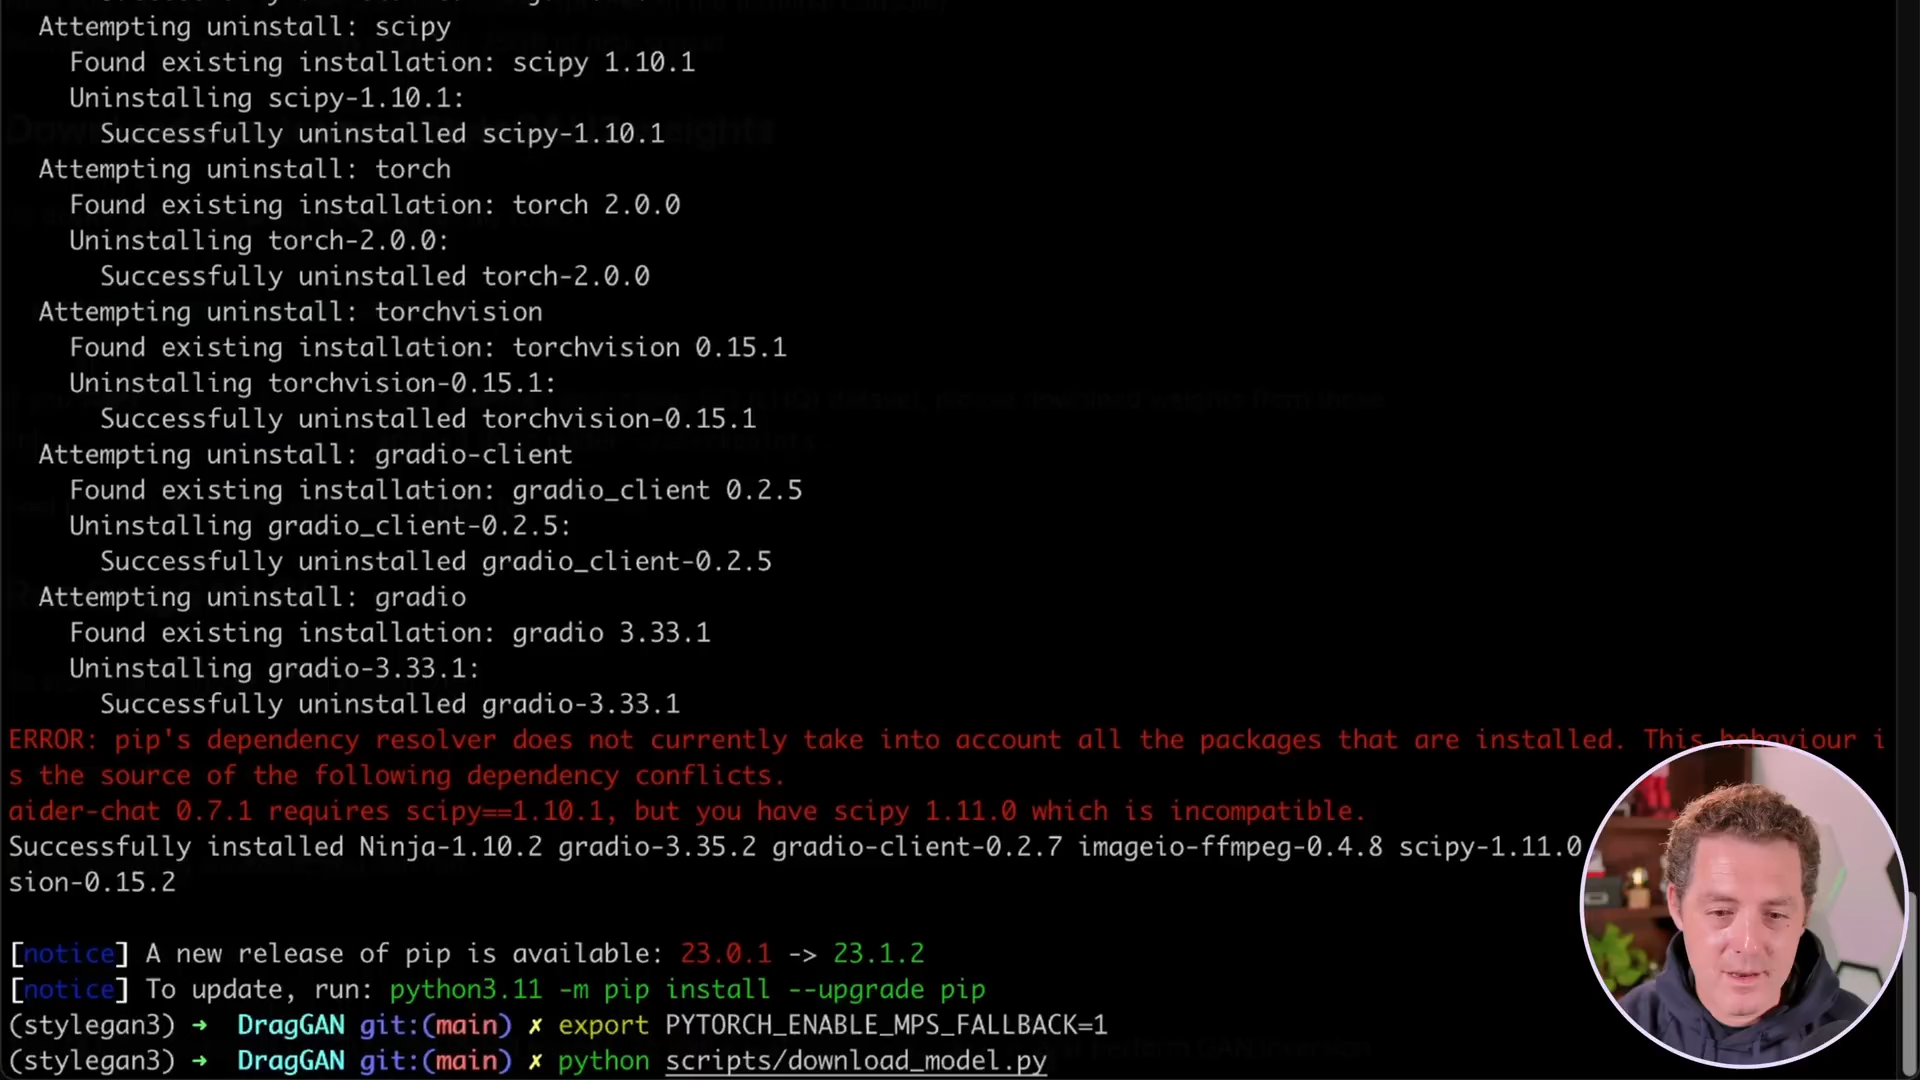 Attempting uninstall: scipy
Found existing installation: scipy 1.10.1
Uninstalling scipy-1.10.1:
Successfully uninstalled scipy-1.10.1
Attempting uninstall: torch
Found existing installation: torch 2.0.0
Uninstalling torch-2.0.0:
Successfully uninstalled torch-2.0.0
Attempting uninstall: torchvision
Found existing installation: torchvision 0.15.1
Uninstalling torchvision-0.15.1:
Successfully uninstalled torchvision-0.15.1
Attempting uninstall: gradio-client
Found existing installation: gradio_client 0.2.5
Uninstalling gradio_client-0.2.5:
Successfully uninstalled gradio_client-0.2.5
Attempting uninstall: gradio
Found existing installation: gradio 3.33.1
Uninstalling gradio-3.33.1:
Successfully uninstalled gradio-3.33.1
ERROR: pip's dependency resolver does not currently take into account all the packages that are installed. This behaviour i
s the source of the following dependency conflicts.
aider-chat 0.7.1 requires scipy==1.10.1, but you have scipy 1.11.0 which is incompatible.
Successfully installed Ninja-1.10.2 gradio-3.35.2 gradio-client-0.2.7 imageio-ffmpeg-0.4.8 scipy-1.11.0
sion-0.15.2
[notice] A new release of pip is available: 23.0.1 -> 23.1.2
[notice] To update, run: python3.11 -m pip install --upgrade pip
(stylegan3) ➜ DragGAN git:(main) ✗ export PYTORCH_ENABLE_MPS_FALLBACK=1
(stylegan3) ➜ DragGAN git:(main) ✗ python scripts/download_model.py